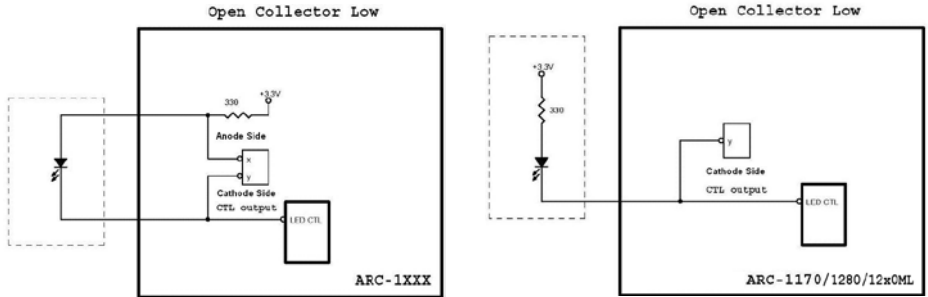 Open Collector Low
+3.3V
330
Anode Side
x
y
Cathode Side
CTL output
LED CTL
ARC-1XXX
Open Collector Low
+3.3V
330
y
Cathode Side
CTL output
LED CTL
ARC-1170/1280/12x0ML